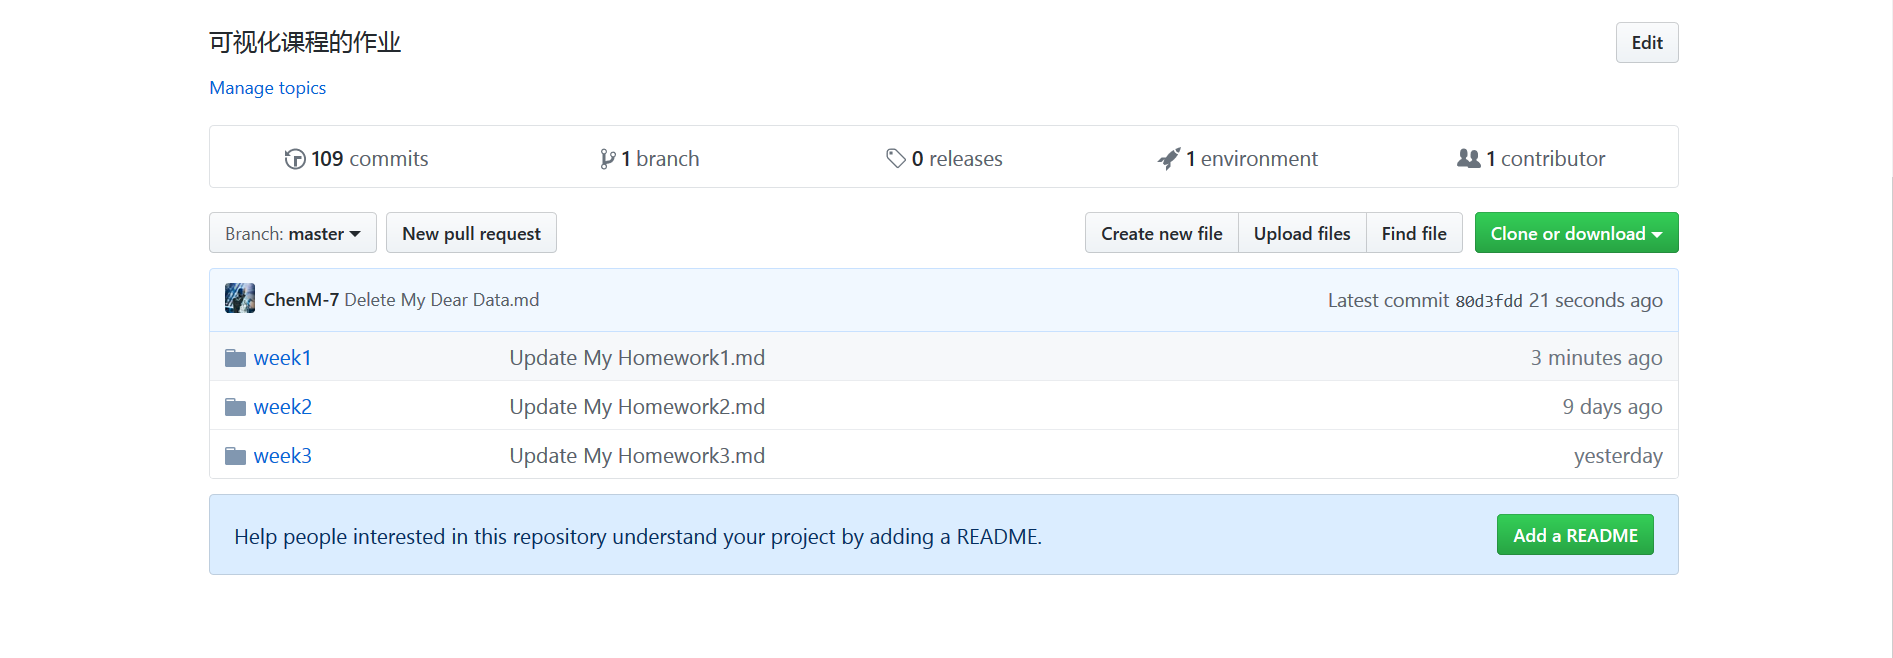 可视化课程的作业
Edit
Manage topics
109 commits 1 branch 0 releases 1 environment 1 contributor
Branch: master New pull request Create new file Upload files Find file Clone or download
ChenM-7 Delete My Dear Data.md Latest commit 80d3fdd 21 seconds ago
week1 Update My Homework1.md 3 minutes ago
week2 Update My Homework2.md 9 days ago
week3 Update My Homework3.md yesterday
Help people interested in this repository understand your project by adding a README. Add a README